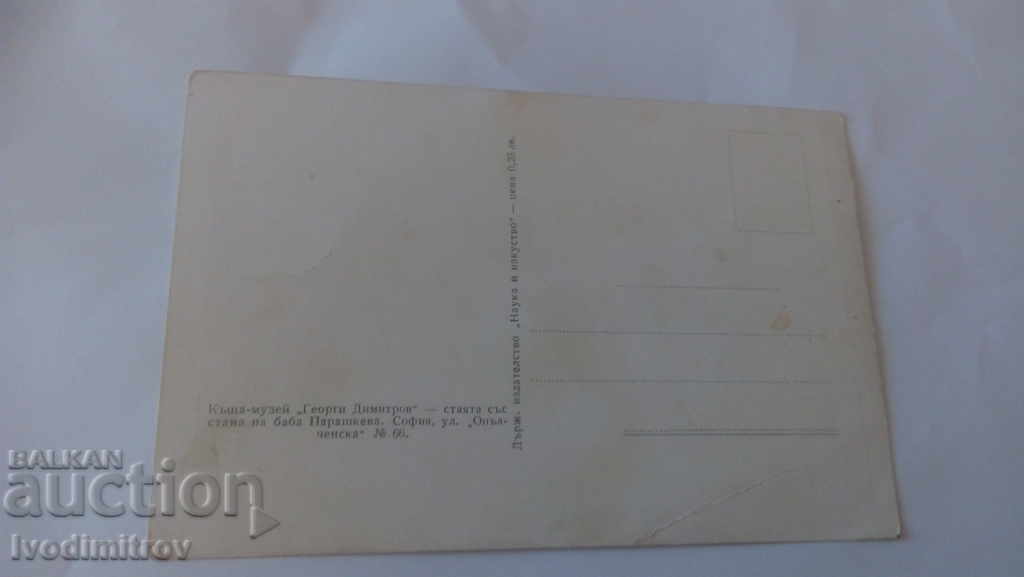 Къща-музей „Георги Димитров“ — стаята със
стана на баба Парашкева. София, ул. „Опъл-
ченска“ № 66.
Държ. издателство „Наука и изкуство“ — цена 0,35 лв.
BALKAN
auction
Ivodimitrov